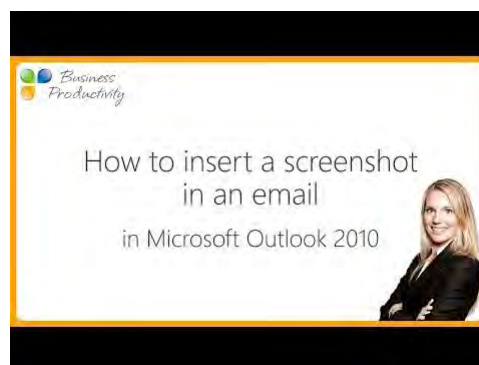 Business
Productivity
How to insert a screenshot
in an email
in Microsoft Outlook 2010